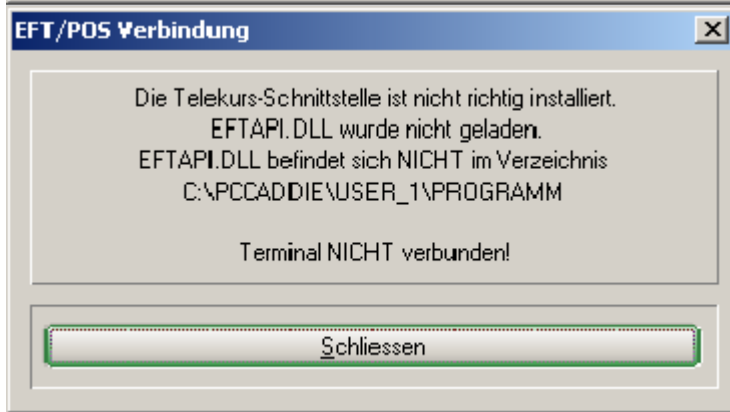 EFT/POS Verbindung
Die Telekurs-Schnittstelle ist nicht richtig installiert.
EFTAPI.DLL wurde nicht geladen.
EFTAPI.DLL befindet sich NICHT im Verzeichnis
C:\PCCADDIE\USER_1\PROGRAMM
Terminal NICHT verbunden!
Schliessen